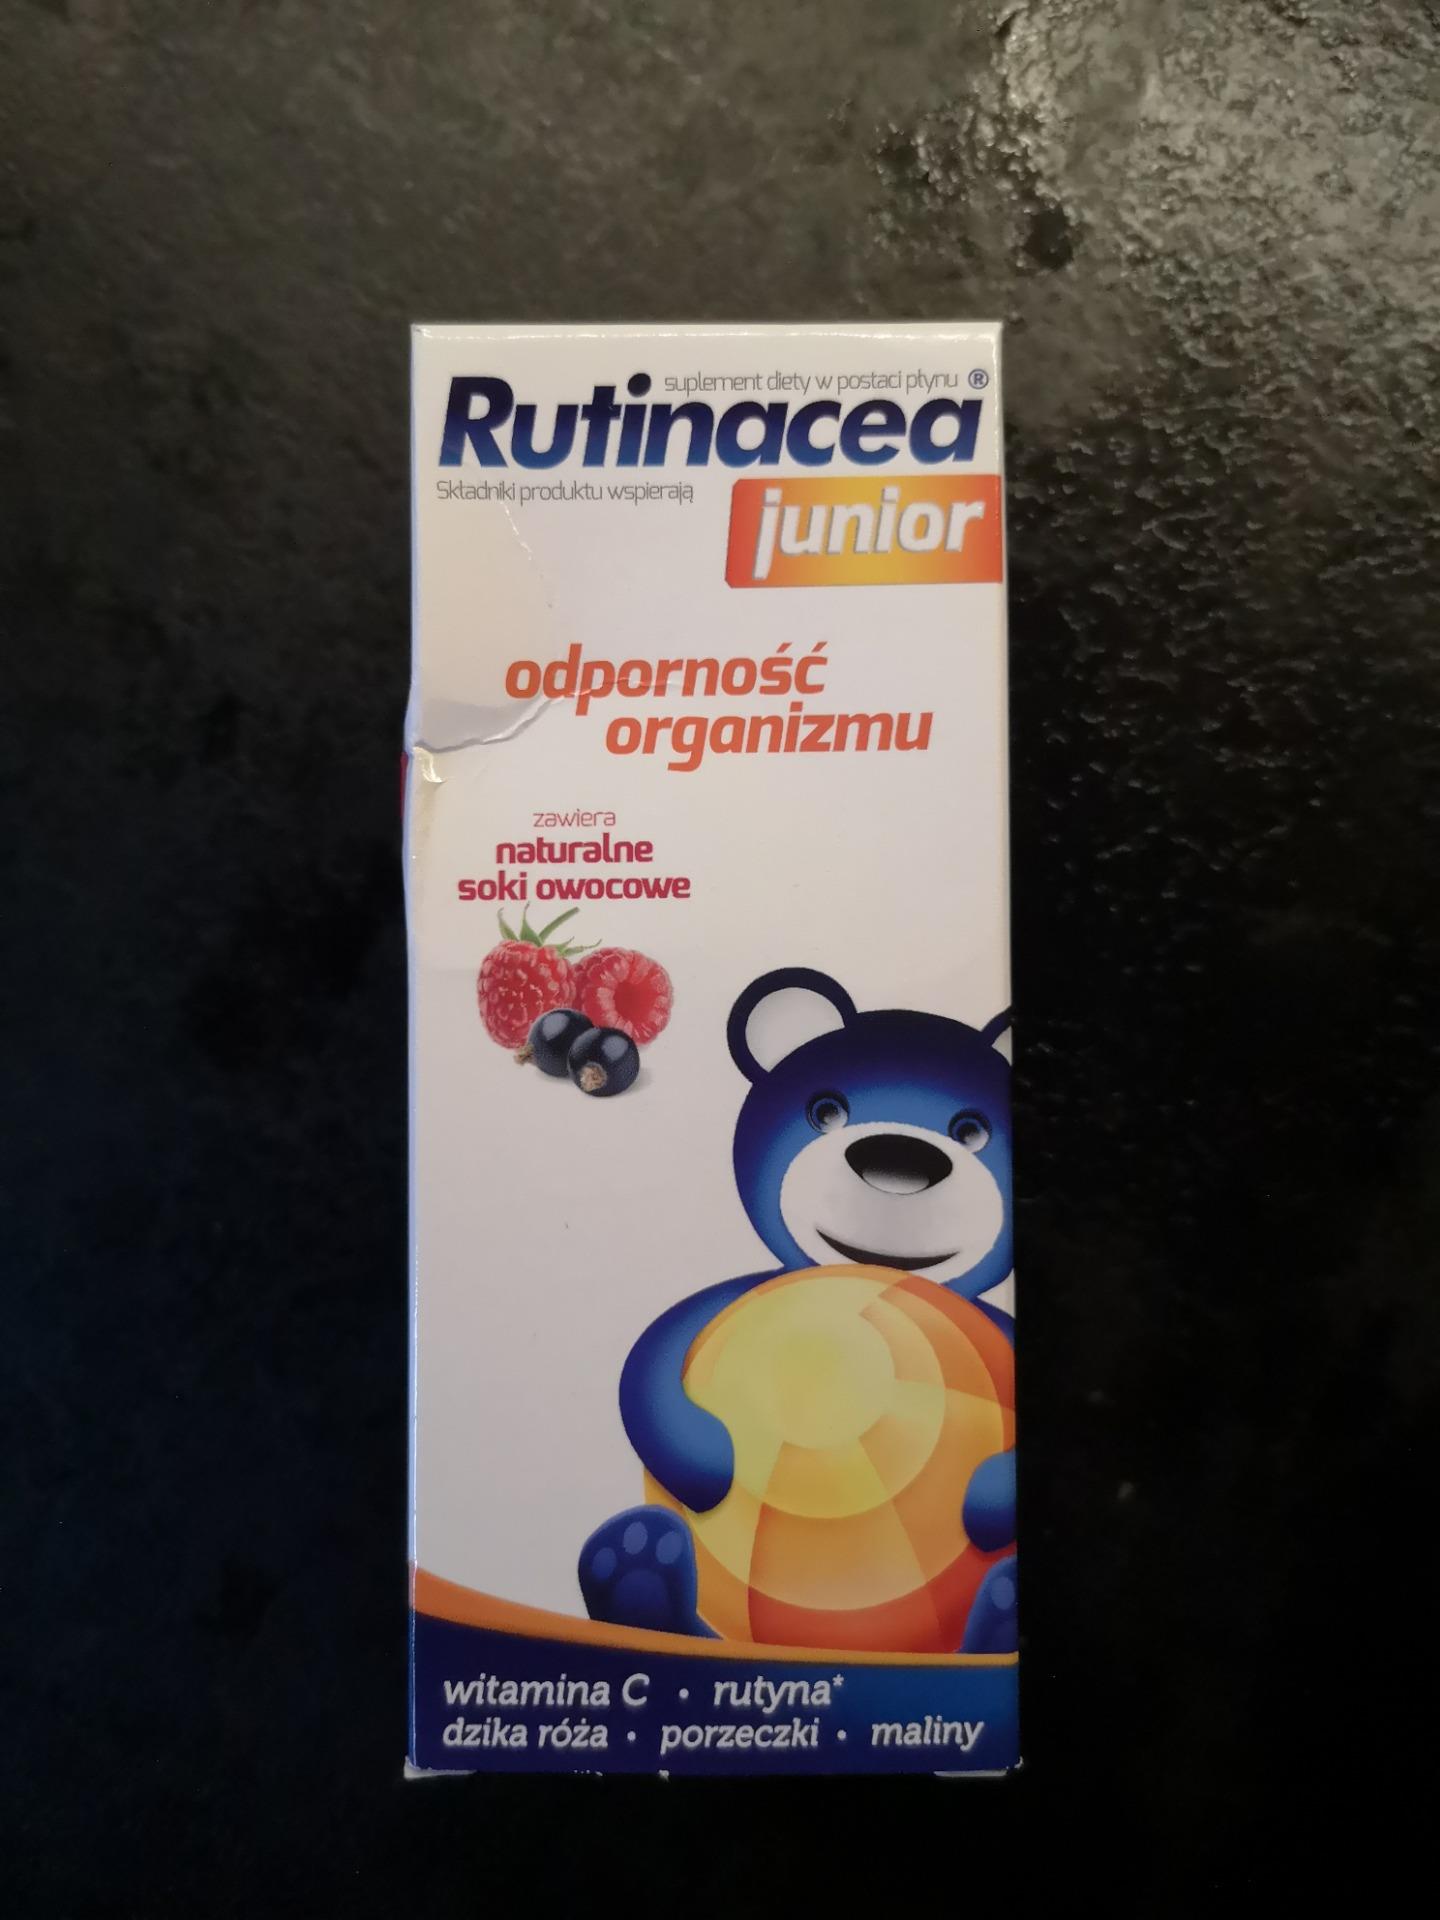 suplement diety w postaci płynu ®
Rutinacea
Składniki produktu wspierają
junior
odporność
organizmu
zawiera
naturalne
soki owocowe
witamina C • rutyna*
dzika róża • porzeczki • maliny